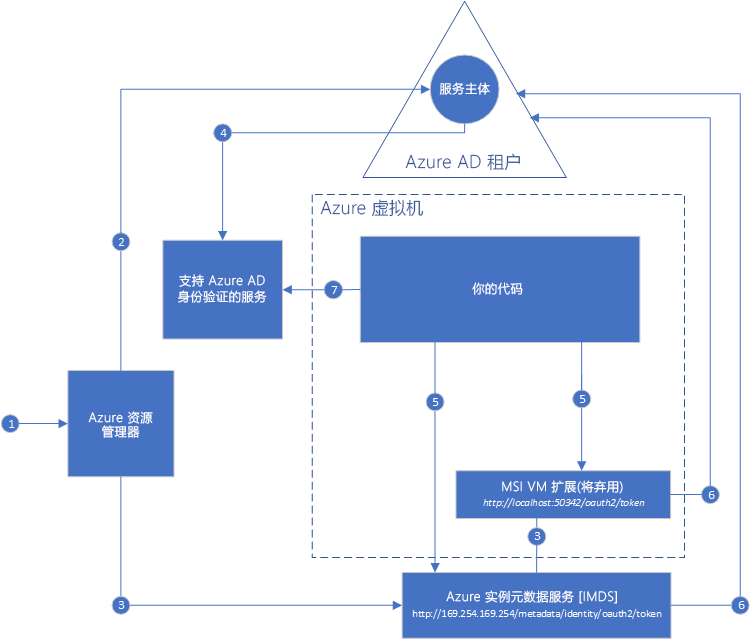 服务主体
4
Azure AD 租户
Azure 虚拟机
2
支持 Azure AD
身份验证的服务
7
你的代码
5
5
1
Azure 资源
管理器
MSI VM 扩展(将弃用)
http://localhost:50342/oauth2/token
6
3
3
Azure 实例元数据服务 [IMDS]
http://169.254.169.254/metadata/identity/oauth2/token
6